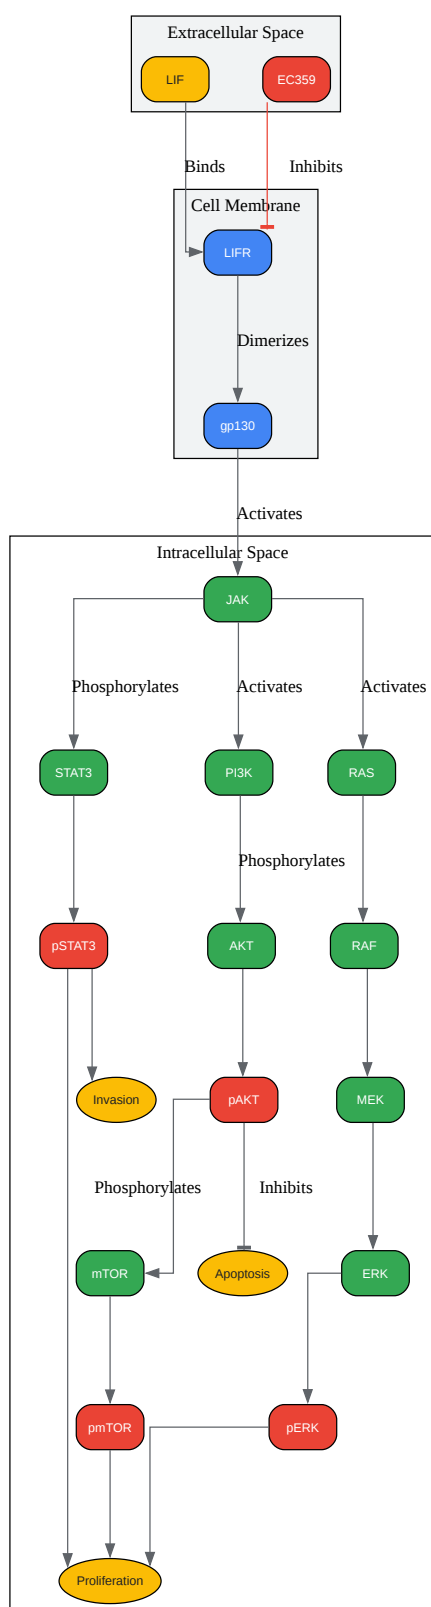 Extracellular Space
LIF
EC359
Binds
Inhibits
Cell Membrane
LIFR
Dimerizes
gp130
Activates
Intracellular Space
JAK
Phosphorylates
Activates
Activates
STAT3
PI3K
RAS
Phosphorylates
pSTAT3
AKT
RAF
Invasion
pAKT
MEK
Phosphorylates
Inhibits
mTOR
Apoptosis
ERK
pmTOR
pERK
Proliferation